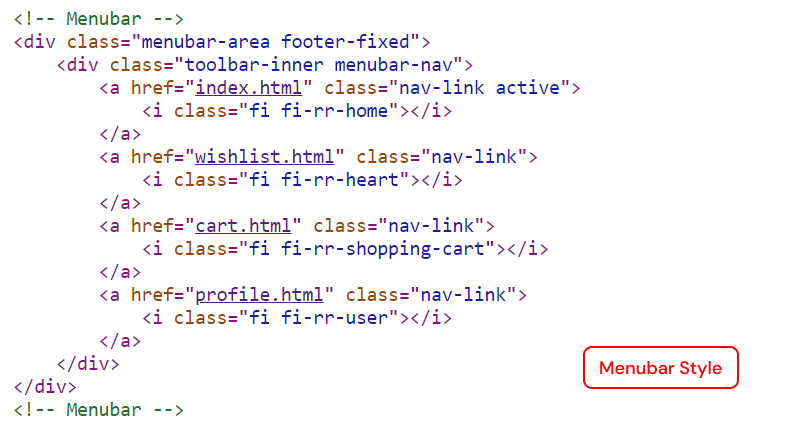 <!-- Menubar -->
<div class="menubar-area footer-fixed">
    <div class="toolbar-inner menubar-nav">
        <a href="index.html" class="nav-link active">
            <i class="fi fi-rr-home"></i>
        </a>
        <a href="wishlist.html" class="nav-link">
            <i class="fi fi-rr-heart"></i>
        </a>
        <a href="cart.html" class="nav-link">
            <i class="fi fi-rr-shopping-cart"></i>
        </a>
        <a href="profile.html" class="nav-link">
            <i class="fi fi-rr-user"></i>
        </a>
    </div>
</div>
<!-- Menubar -->
Menubar Style